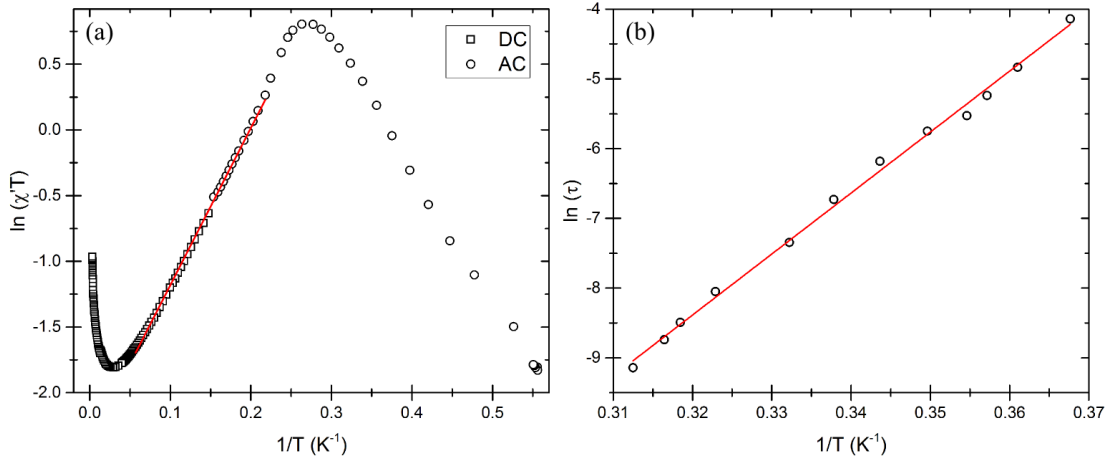 (a)
DC
AC
0.5
0.0
-0.5
-1.0
-1.5
-2.0
ln (χ'T)
0.0 0.1 0.2 0.3 0.4 0.5
1/T (K⁻¹)
(b)
-4
-5
-6
-7
-8
-9
ln (τ)
0.31 0.32 0.33 0.34 0.35 0.36 0.37
1/T (K⁻¹)